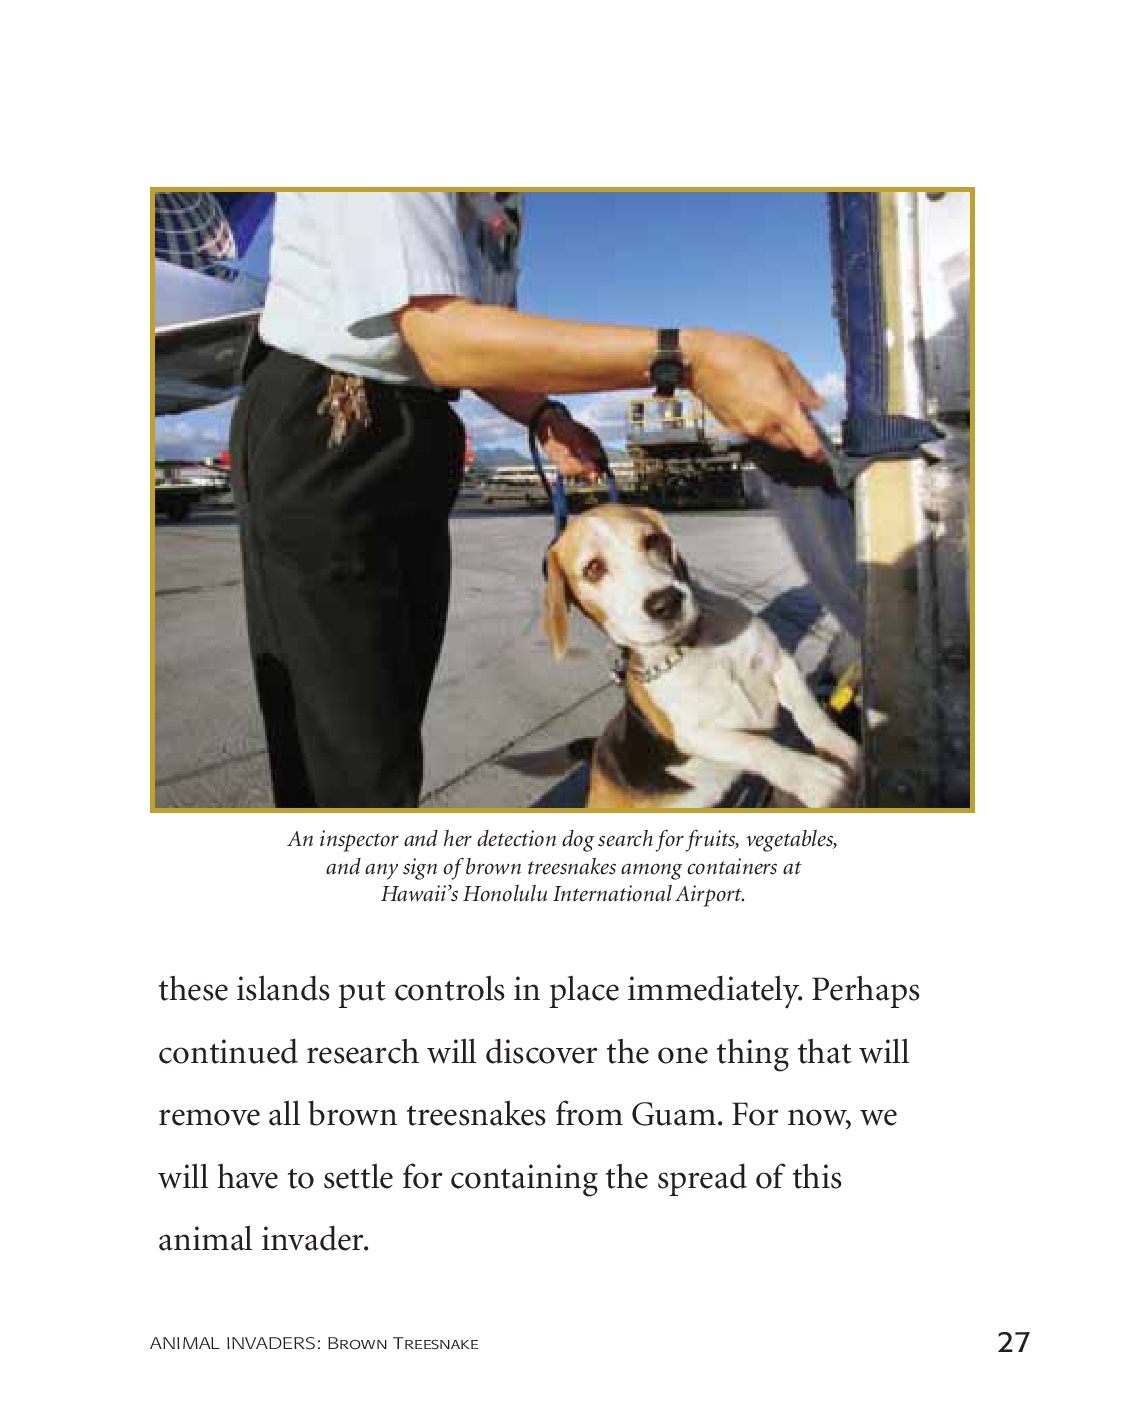 An inspector and her detection dog search for fruits, vegetables,
and any sign of brown treesnakes among containers at
Hawaii's Honolulu International Airport.
these islands put controls in place immediately. Perhaps
continued research will discover the one thing that will
remove all brown treesnakes from Guam. For now, we
will have to settle for containing the spread of this
animal invader.
ANIMAL INVADERS: BROWN TREESNAKE
27